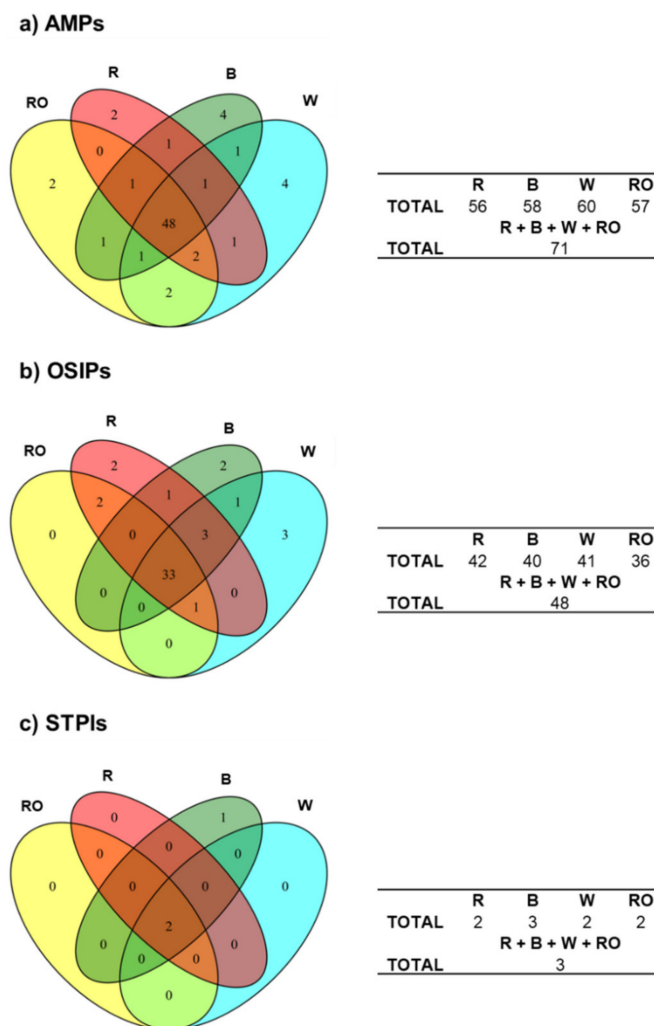 a) AMPs
R
B
RO
W
2
4
0
1
1
2
1
1
4
48
1
1
2
1
2
R B W RO
TOTAL 56 58 60 57
R + B + W + RO
TOTAL 71
b) OSIPs
R
B
RO
W
2
2
2
1
1
0
0
3
3
33
0
0
1
0
0
R B W RO
TOTAL 42 40 41 36
R + B + W + RO
TOTAL 48
c) STPIs
R
B
RO
W
0
1
0
0
0
0
0
0
0
2
0
0
0
0
0
R B W RO
TOTAL 2 3 2 2
R + B + W + RO
TOTAL 3